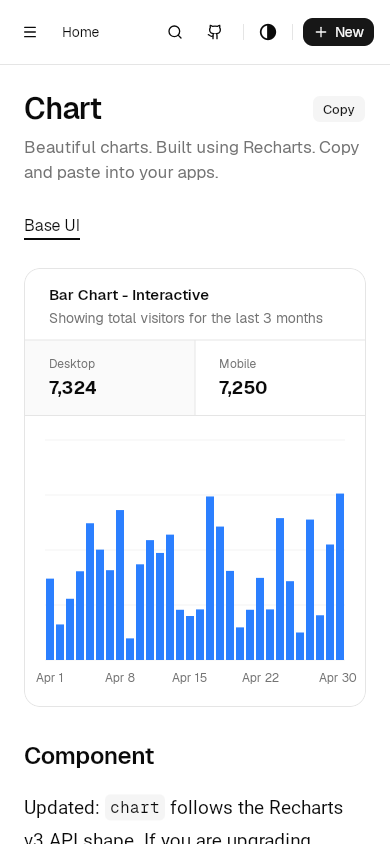 Home
New
Chart
Copy
Beautiful charts. Built using Recharts. Copy
and paste into your apps.
Base UI
Bar Chart - Interactive
Showing total visitors for the last 3 months
Desktop
7,324
Mobile
7,250
Apr 1 Apr 8 Apr 15 Apr 22 Apr 30
Component
Updated: chart follows the Recharts
v3 API shape. If you are upgrading